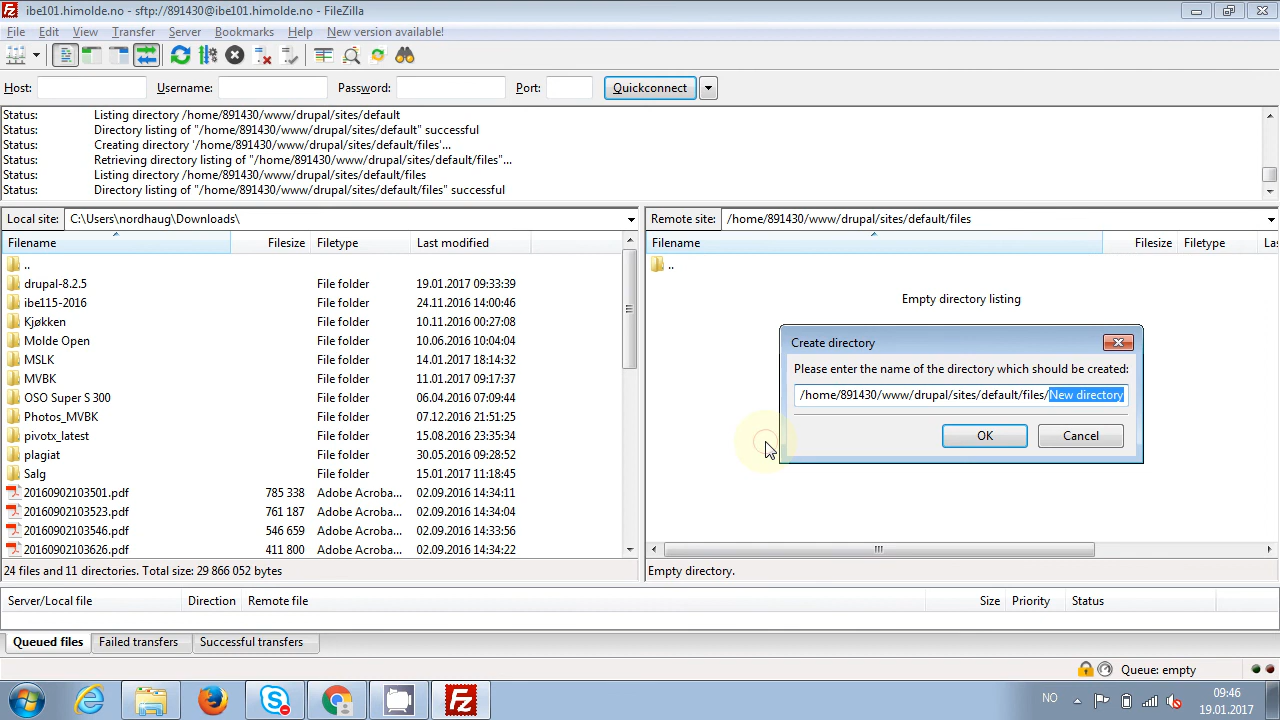 ibe101.himolde.no - sftp://891430@ibe101.himolde.no - FileZilla
File Edit View Transfer Server Bookmarks Help New version available!
Host: Username: Password: Port: Quickconnect
Status: Listing directory /home/891430/www/drupal/sites/default
Status: Directory listing of "/home/891430/www/drupal/sites/default" successful
Status: Creating directory '/home/891430/www/drupal/sites/default/files'...
Status: Retrieving directory listing of "/home/891430/www/drupal/sites/default/files"...
Status: Listing directory /home/891430/www/drupal/sites/default/files
Status: Directory listing of "/home/891430/www/drupal/sites/default/files" successful
Local site: C:\Users\nordhaug\Downloads\
Filename Filesize Filetype Last modified
..
drupal-8.2.5 File folder 19.01.2017 09:33:39
ibe115-2016 File folder 24.11.2016 14:00:46
Kjøkken File folder 10.11.2016 00:27:08
Molde Open File folder 10.06.2016 10:04:04
MSLK File folder 14.01.2017 18:14:32
MVBK File folder 11.01.2017 09:17:37
OSO Super S 300 File folder 06.04.2016 07:09:44
Photos_MVBK File folder 07.12.2016 21:51:25
pivotx_latest File folder 15.08.2016 23:35:34
plagiat File folder 30.05.2016 09:28:52
Salg File folder 15.01.2017 11:18:45
20160902103501.pdf 785 338 Adobe Acroba... 02.09.2016 14:34:11
20160902103523.pdf 761 187 Adobe Acroba... 02.09.2016 14:34:04
20160902103546.pdf 546 659 Adobe Acroba... 02.09.2016 14:33:56
20160902103626.pdf 411 800 Adobe Acroba... 02.09.2016 14:34:22
24 files and 11 directories. Total size: 29 866 052 bytes
Remote site: /home/891430/www/drupal/sites/default/files
Filename Filesize Filetype La:
..
Empty directory listing
Create directory
Please enter the name of the directory which should be created:
/home/891430/www/drupal/sites/default/files/New directory
OK Cancel
Empty directory.
Server/Local file Direction Remote file Size Priority Status
Queued files Failed transfers Successful transfers
Queue: empty
NO 09:46
19.01.2017